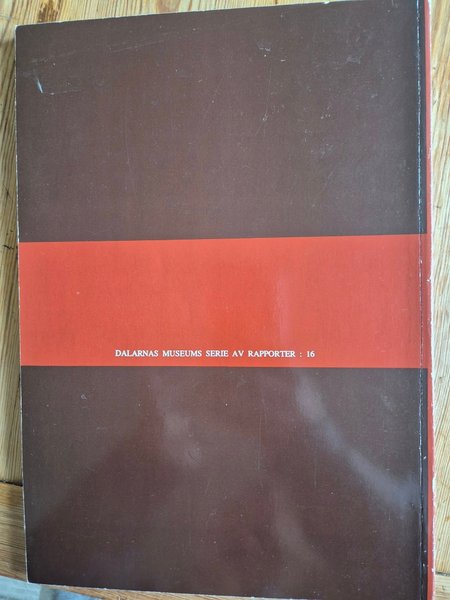 DALARNAS MUSEUMS SERIE AV RAPPORTER : 16